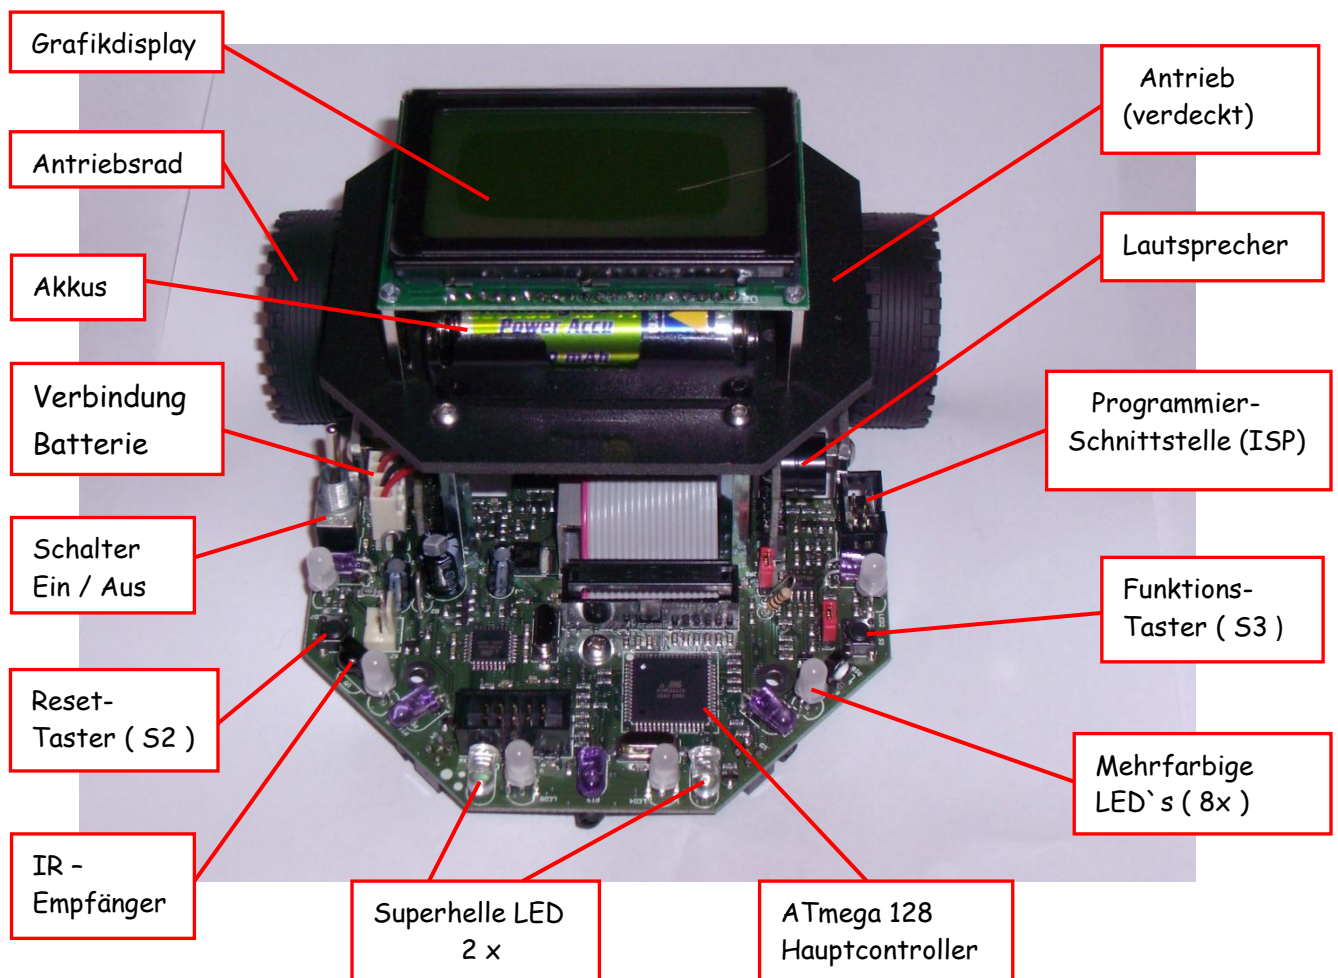 Grafikdisplay
Antrieb
(verdeckt)
Antriebsrad
Lautsprecher
Akkus
Power Accu
mAh
Verbindung
Batterie
Programmier-
Schnittstelle (ISP)
Schalter
Ein / Aus
Funktions-
Taster ( S3 )
Reset-
Taster ( S2 )
Mehrfarbige
LED`s ( 8x )
IR –
Empfänger
Superhelle LED
2 x
ATmega 128
Hauptcontroller